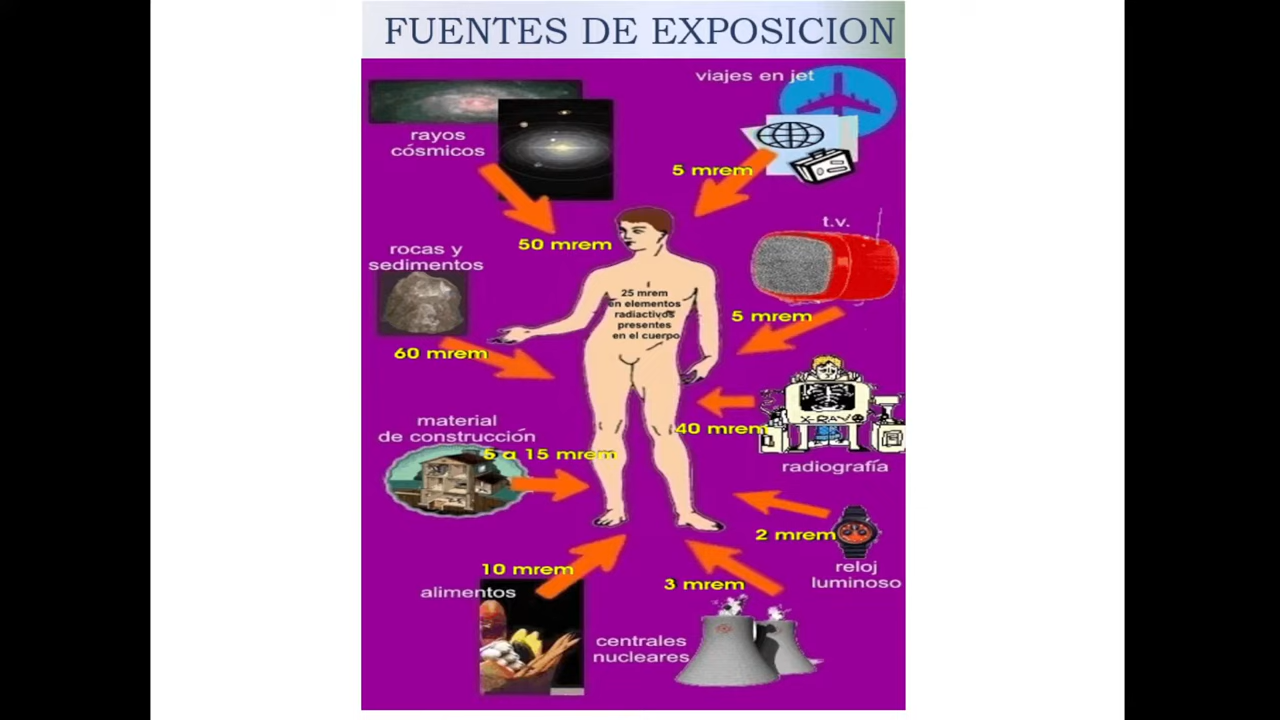 FUENTES DE EXPOSICION
viajes en jet
rayos
cósmicos
5 mrem
50 mrem
t.v.
rocas y
sedimentos
25 mrem
en elementos
radiactivos
presentes
en el cuerpo
5 mrem
60 mrem
X-RAY
40 mrem
material
de construcción
5 a 15 mrem
radiografía
2 mrem
reloj
luminoso
10 mrem
alimentos
3 mrem
centrales
nucleares